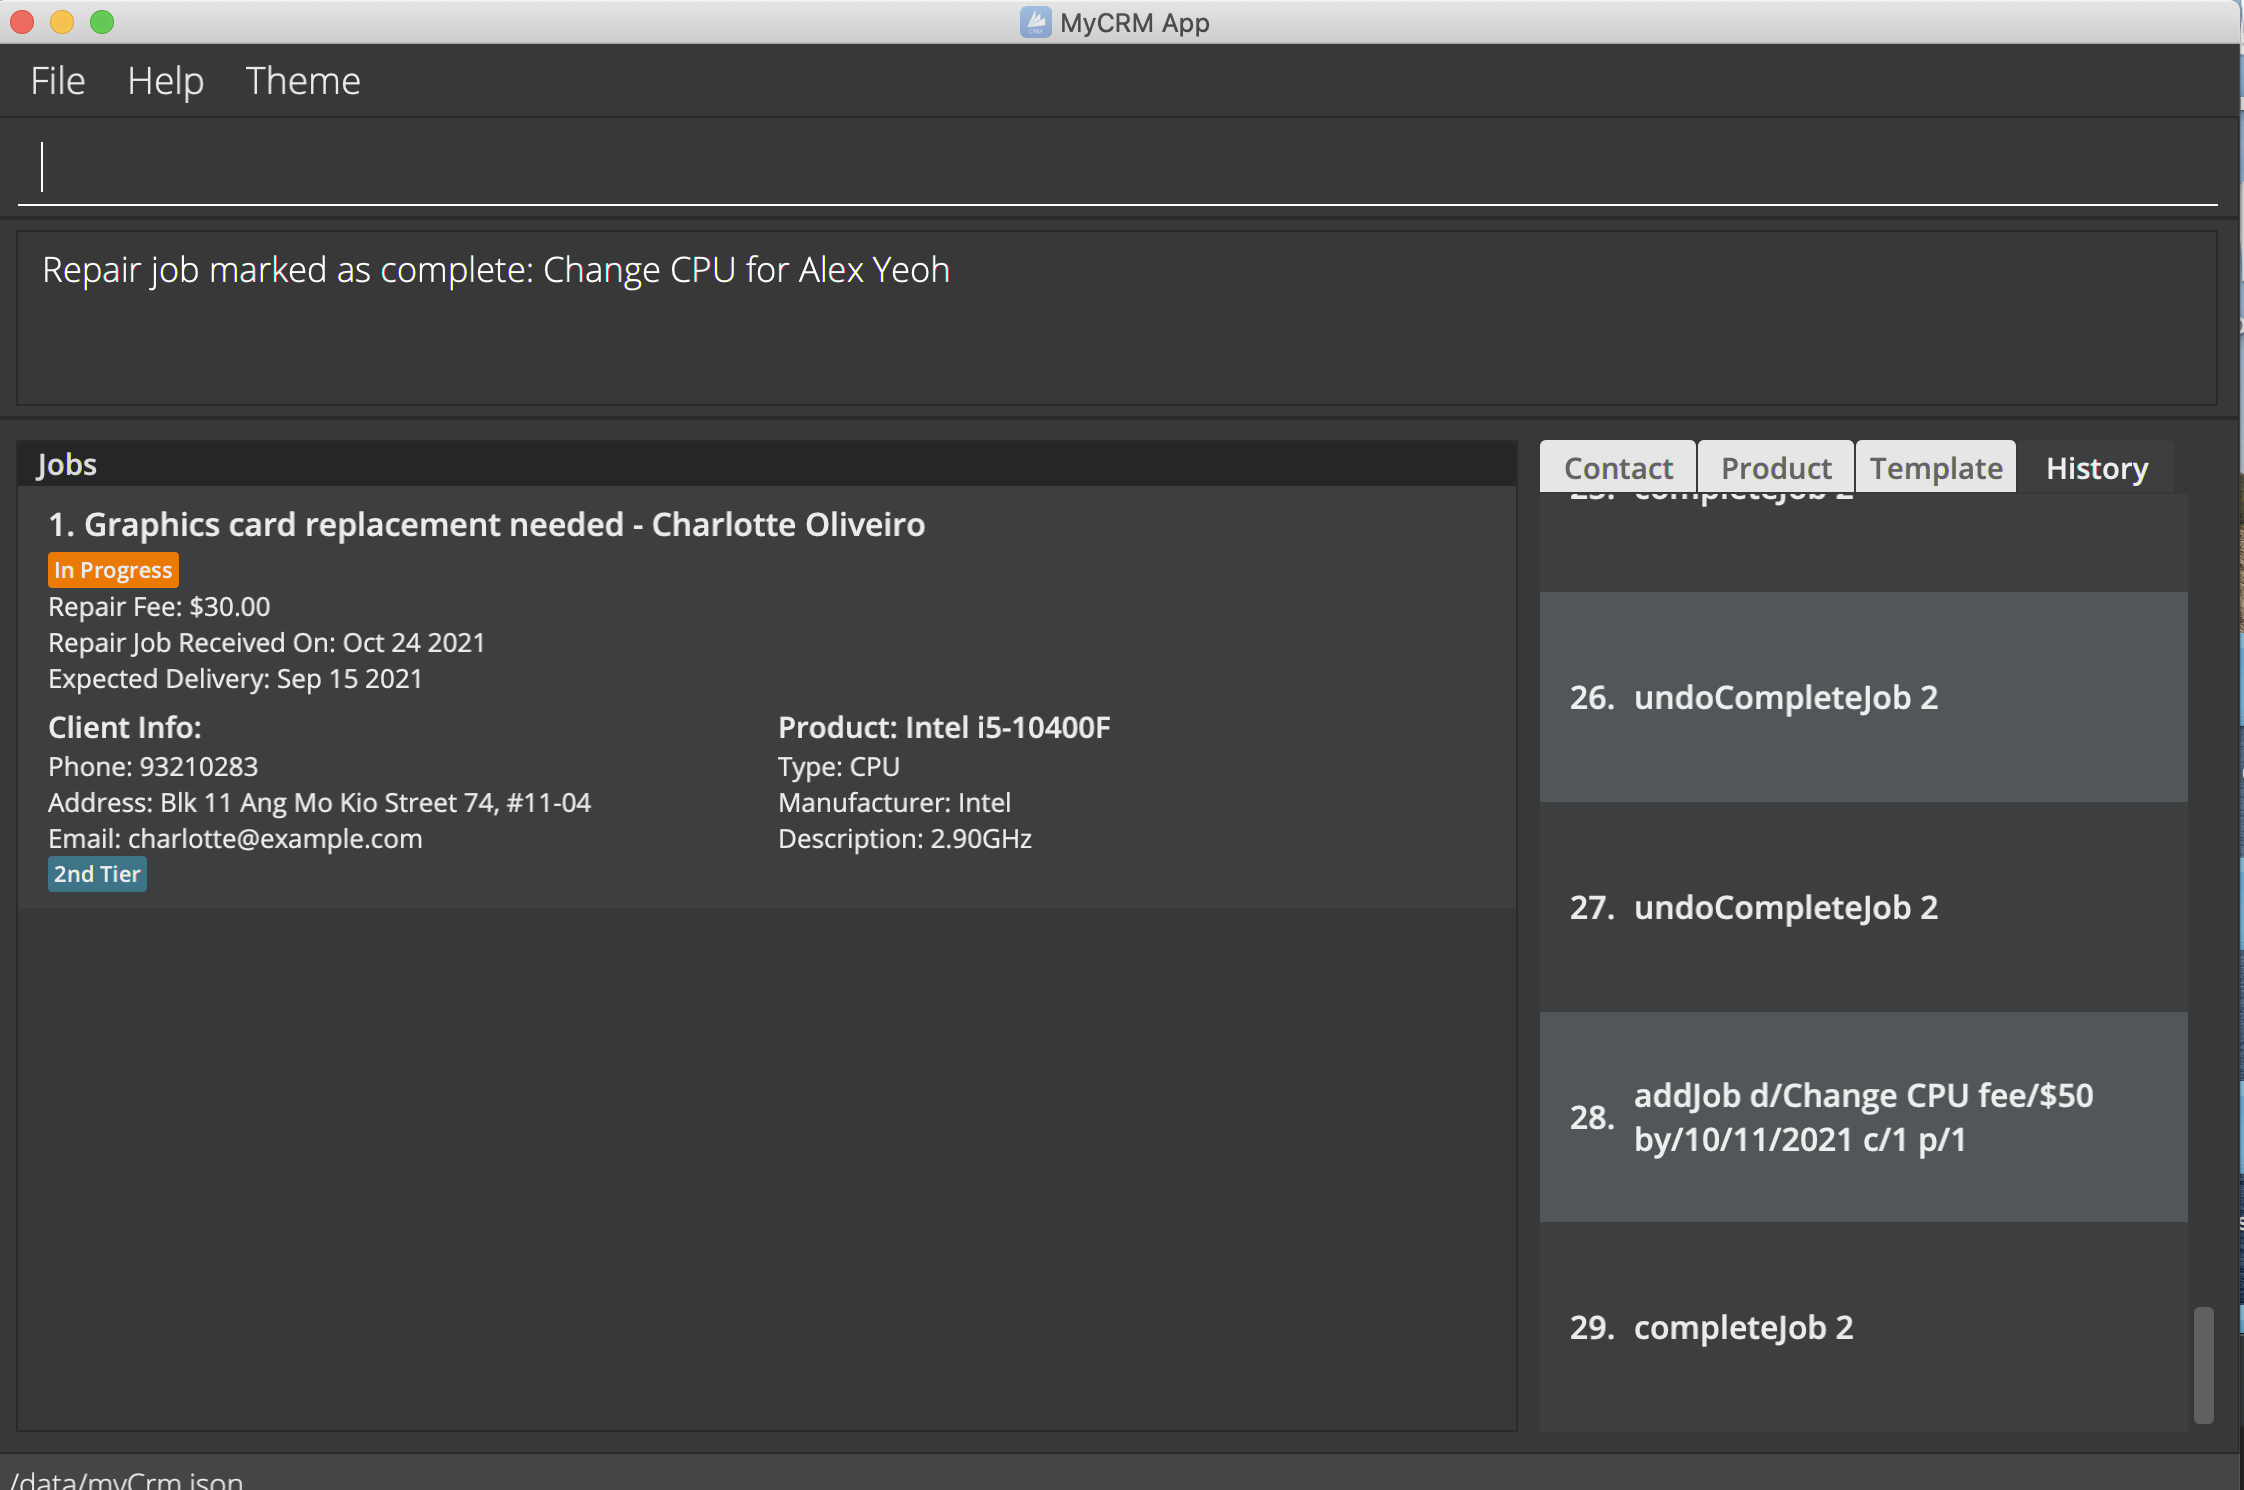 MyCRM App
File Help Theme
Repair job marked as complete: Change CPU for Alex Yeoh
Jobs
1. Graphics card replacement needed - Charlotte Oliveiro
In Progress
Repair Fee: $30.00
Repair Job Received On: Oct 24 2021
Expected Delivery: Sep 15 2021
Client Info:
Phone: 93210283
Address: Blk 11 Ang Mo Kio Street 74, #11-04
Email: charlotte@example.com
2nd Tier
Product: Intel i5-10400F
Type: CPU
Manufacturer: Intel
Description: 2.90GHz
Contact Product Template History
25. completeJob 2
26. undoCompleteJob 2
27. undoCompleteJob 2
28. addJob d/Change CPU fee/$50
by/10/11/2021 c/1 p/1
29. completeJob 2
/data/myCrm.json